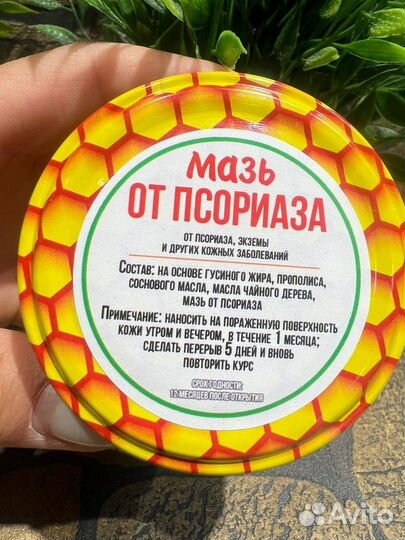 мазь
ОТ ПСОРИАЗА
ОТ ПСОРИАЗА, ЭКЗЕМЫ
И ДРУГИХ КОЖНЫХ ЗАБОЛЕВАНИЙ
СОСТАВ: НА ОСНОВЕ ГУСИНОГО ЖИРА, ПРОПОЛИСА,
СОСНОВОГО МАСЛА, МАСЛА ЧАЙНОГО ДЕРЕВА,
МАЗЬ ОТ ПСОРИАЗА
ПРИМЕЧАНИЕ: НАНОСИТЬ НА ПОРАЖЕННУЮ ПОВЕРХНОСТЬ
КОЖИ УТРОМ И ВЕЧЕРОМ, В ТЕЧЕНИЕ 1 МЕСЯЦА;
СДЕЛАТЬ ПЕРЕРЫВ 5 ДНЕЙ И ВНОВЬ
ПОВТОРИТЬ КУРС
СРОК ГОДНОСТИ:
12 МЕСЯЦЕВ ПОСЛЕ ОТКРЫТИЯ
Avito